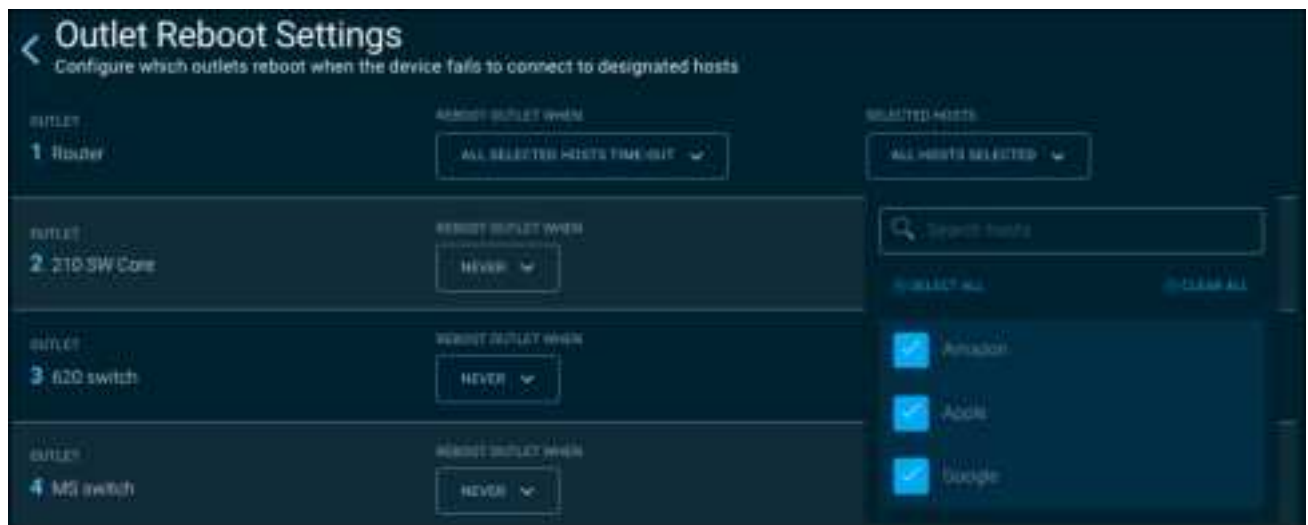 Outlet Reboot Settings
Configure which outlets reboot when the device fails to connect to designated hosts
OUTLET
REBOOT OUTLET WHEN
SELECTED HOSTS
1 Router
ALL SELECTED HOSTS TIME-OUT
ALL HOSTS SELECTED
OUTLET
REBOOT OUTLET WHEN
2 210 SW Core
NEVER
Search hosts
SELECT ALL
CLEAR ALL
OUTLET
REBOOT OUTLET WHEN
3 620 switch
NEVER
Amazon
Apple
OUTLET
REBOOT OUTLET WHEN
4 MS switch
NEVER
Google